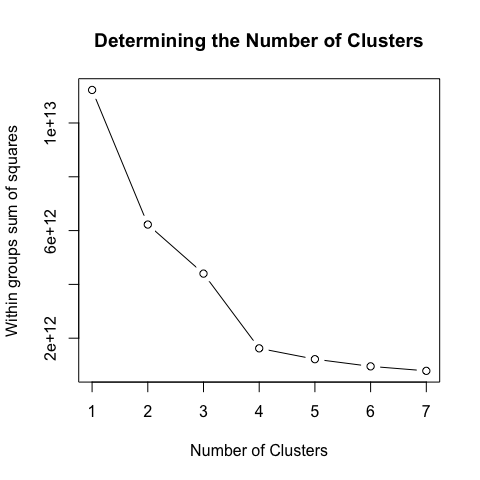 Determining the Number of Clusters
Within groups sum of squares
1e+13
6e+12
2e+12
1 2 3 4 5 6 7
Number of Clusters